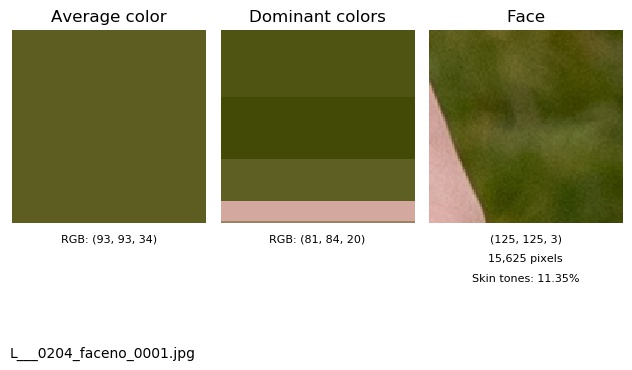 Average color
Dominant colors
Face
RGB: (93, 93, 34)
RGB: (81, 84, 20)
(125, 125, 3)
15,625 pixels
Skin tones: 11.35%
L___0204_faceno_0001.jpg